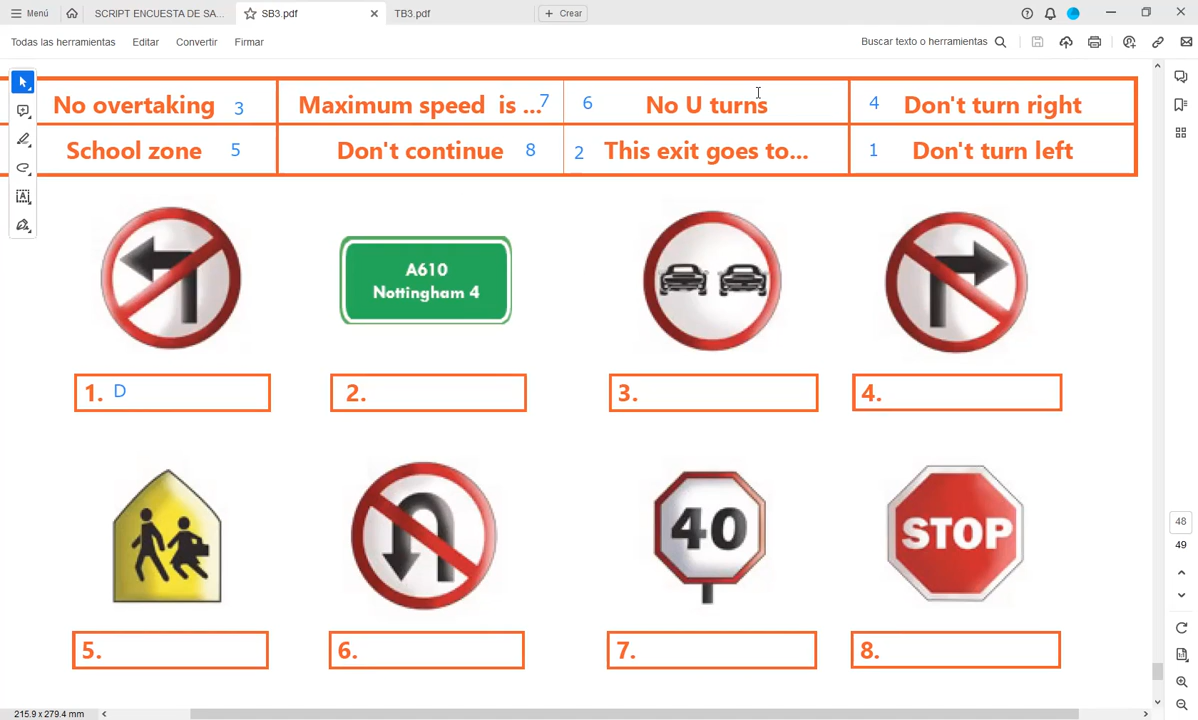 Menú
SCRIPT ENCUESTA DE SA...
SB3.pdf
TB3.pdf
Crear
Todas las herramientas
Editar
Convertir
Firmar
Buscar texto o herramientas
No overtaking 3
Maximum speed is ... 7
6 No U turns
4 Don't turn right
School zone 5
Don't continue 8
2 This exit goes to...
1 Don't turn left
A610
Nottingham 4
1. D
2.
3.
4.
40
STOP
5.
6.
7.
8.
48
49
215.9 x 279.4 mm